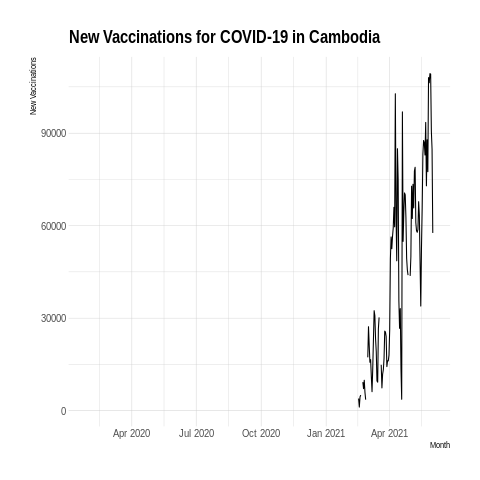 New Vaccinations for COVID-19 in Cambodia
New Vaccinations
90000
60000
30000
0
Apr 2020 Jul 2020 Oct 2020 Jan 2021 Apr 2021
Month